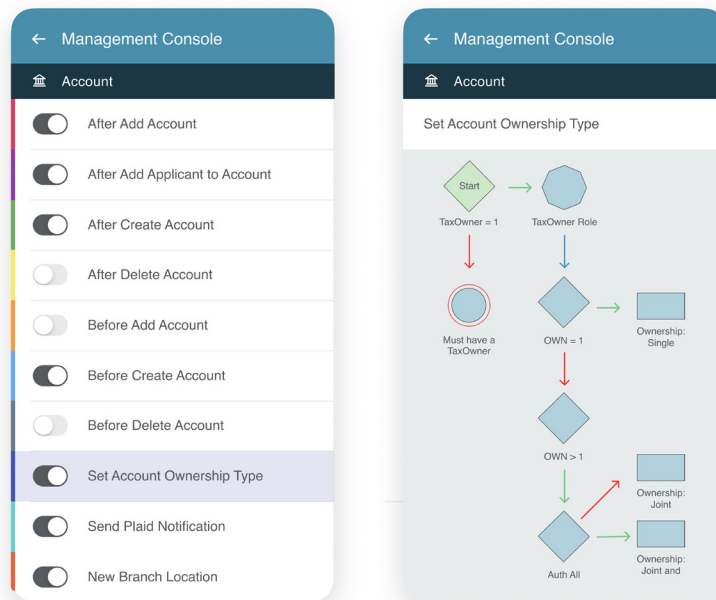 Management Console
Account
After Add Account
After Add Applicant to Account
After Create Account
After Delete Account
Before Add Account
Before Create Account
Before Delete Account
Set Account Ownership Type
Send Plaid Notification
New Branch Location
Management Console
Account
Set Account Ownership Type
Start
TaxOwner = 1
TaxOwner Role
Must have a
TaxOwner
OWN = 1
Ownership:
Single
OWN > 1
Ownership:
Joint
Auth All
Ownership:
Joint and